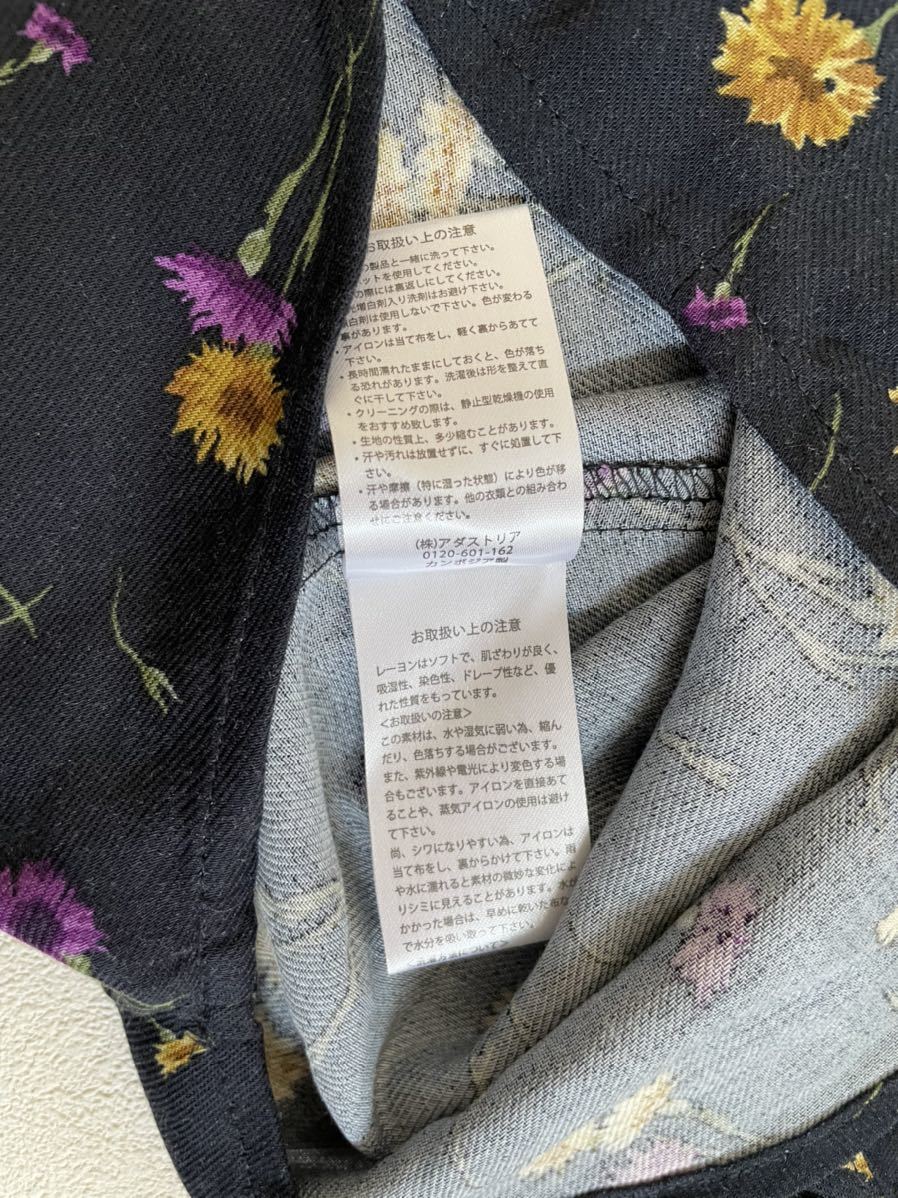 お取扱い上の注意
の製品と一緒に洗って下さい。
ットを使用してください。
の際には裏返しにしてください。
光増白剤入り洗剤はお避け下さい。
漂白剤は使用しないで下さい。色が変わる
事があります。
・アイロンは当て布をし、軽く裏からあてて
下さい。
・長時間濡れたままにしておくと、色が落ち
る恐れがあります。洗濯後は形を整えて直
ぐに干して下さい。
・クリーニングの際は、静止型乾燥機の使用
をおすすめ致します。
・生地の性質上、多少縮むことがあります。
・汗や汚れは放置せずに、すぐに処置して下
さい。
・汗や摩擦（特に湿った状態）により色が移
る場合があります。他の衣類との組み合わ
せにご注意ください。
(株)アダストリア
0120-601-162
カンボジア製
お取扱い上の注意
レーヨンはソフトで、肌ざわりが良く、
吸湿性、染色性、ドレープ性など、優
れた性質をもっています。
<お取扱いの注意>
この素材は、水や湿気に弱い為、縮ん
だり、色落ちする場合がございます。
また、紫外線や電光により変色する場
合もございます。アイロンを直接あて
ることや、蒸気アイロンの使用は避け
て下さい。
尚、シワになりやすい為、アイロンは
当て布をし、裏からかけて下さい。雨
や水に濡れると素材の微妙な変化によ
りシミに見えることがあります。水が
かかった場合は、早めに乾いた布な
で水分を吸い取って下さい。
について>